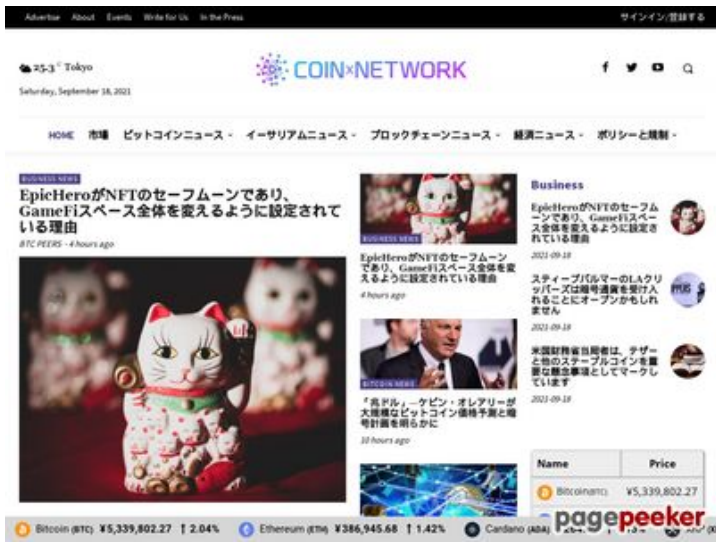 Advertise About Events Write for Us In the Press
サインイン/登録する
25.3 C Tokyo
Saturday, September 18, 2021
COIN×NETWORK
HOME 市場 ビットコインニュース イーサリアムニュース ブロックチェーンニュース 経済ニュース ポリシーと規制
BUSINESS NEWS
EpicHeroがNFTのセーフムーンであり、
GameFiスペース全体を変えるように設定されて
いる理由
BTC PEERS - 4 hours ago
BUSINESS NEWS
EpicHeroがNFTのセーフムーン
であり、GameFiスペース全体を変
えるように設定されている理由
4 hours ago
BITCOIN NEWS
「兆ドル」—ケビン・オレアリーが
大規模なビットコイン価格予測と暗
号計画を明らかに
10 hours ago
Business
EpicHeroがNFTのセーフム
ーンであり、GameFiスペー
ス全体を変えるように設定さ
れている理由
2021-09-18
スティーブバルマーのLAクリ
ッパーズは暗号通貨を受け入
れることにオープンかもしれ
ません
2021-09-18
米国財務省当局者は、テザー
と他のステーブルコインを重
要な懸念事項としてマークし
ています
2021-09-18
Name Price
Bitcoin(BTC) ¥5,339,802.27
Bitcoin (BTC) ¥5,339,802.27 ↑ 2.04% Ethereum (ETH) ¥386,945.68 ↑ 1.42% Cardano (ADA)
pagepeeker